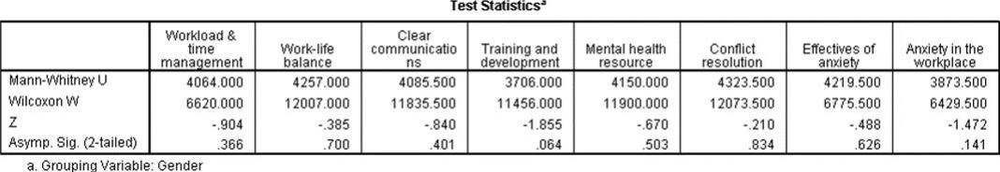 Test Statisticsᵃ
Workload & time management Work-life balance Clear communicatio ns Training and development Mental health resource Conflict resolution Effectives of anxiety Anxiety in the workplace
Mann-Whitney U 4064.000 4257.000 4085.500 3706.000 4150.000 4323.500 4219.500 3873.500
Wilcoxon W 6620.000 12007.000 11835.500 11456.000 11900.000 12073.500 6775.500 6429.500
Z -.904 -.385 -.840 -1.855 -.670 -.210 -.488 -1.472
Asymp. Sig. (2-tailed) .366 .700 .401 .064 .503 .834 .626 .141
a. Grouping Variable: Gender